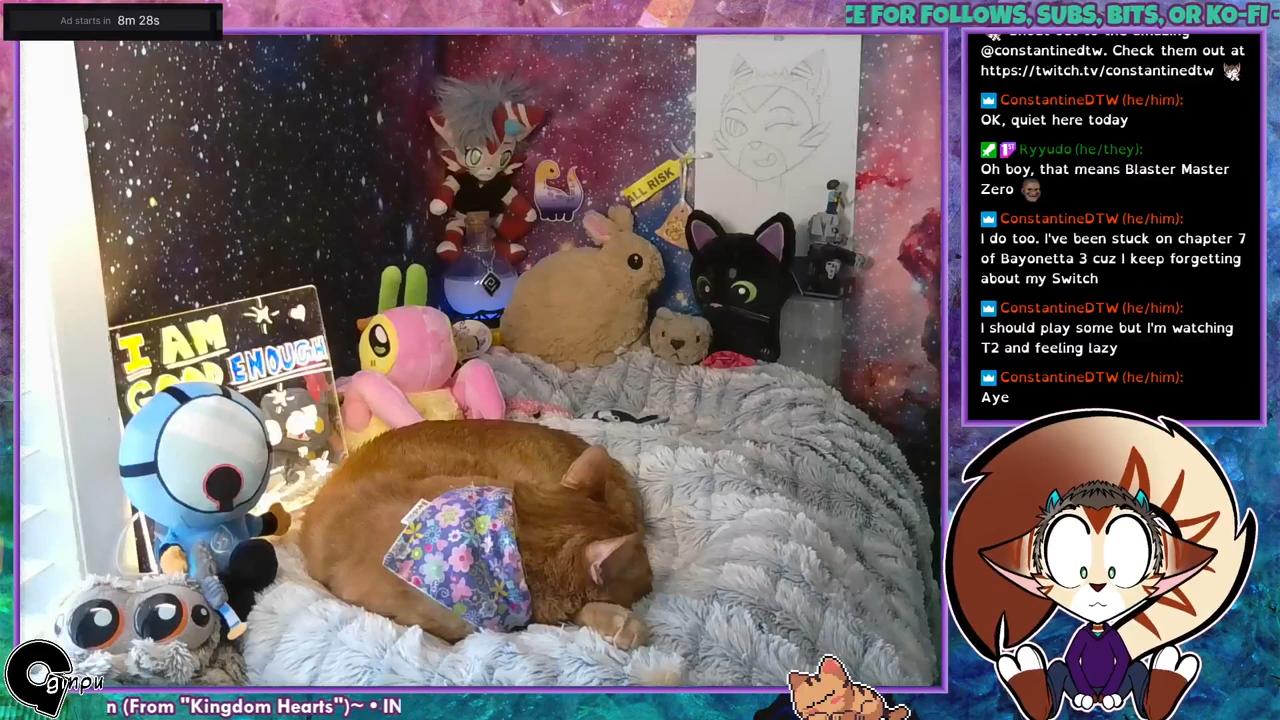 Ad starts in 8m 28s
CE FOR FOLLOWS, SUBS, BITS, OR KO-FI -
@constantinedtw. Check them out at
https://twitch.tv/constantinedtw
ConstantineDTW (he/him):
OK, quiet here today
Ryyudo (he/they):
Oh boy, that means Blaster Master
Zero
ConstantineDTW (he/him):
I do too. I've been stuck on chapter 7
of Bayonetta 3 cuz I keep forgetting
about my Switch
ConstantineDTW (he/him):
I should play some but I'm watching
T2 and feeling lazy
ConstantineDTW (he/him):
Aye
ALL RISK
I AM
GOOD ENOUGH
ginpu
n (From "Kingdom Hearts")~ • IN